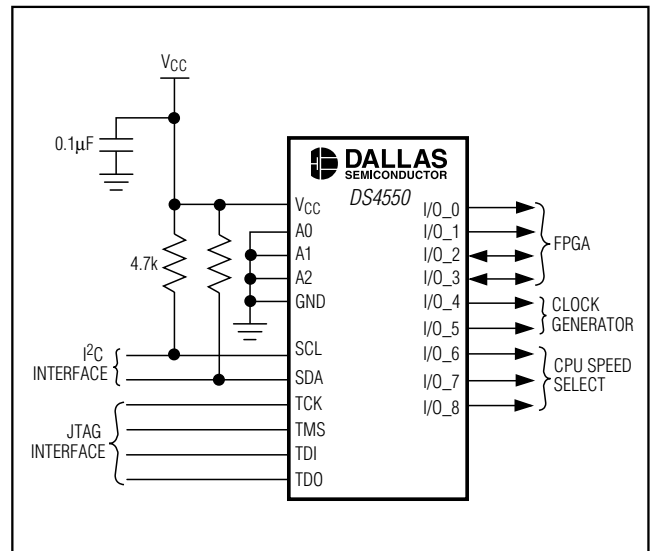 VCC
0.1µF
DALLAS
SEMICONDUCTOR
DS4550
VCC
A0
A1
A2
GND
4.7k
SCL
SDA
TCK
TMS
TDI
TDO
I²C
INTERFACE
JTAG
INTERFACE
I/O_0
I/O_1
I/O_2
I/O_3
I/O_4
I/O_5
I/O_6
I/O_7
I/O_8
FPGA
CLOCK
GENERATOR
CPU SPEED
SELECT